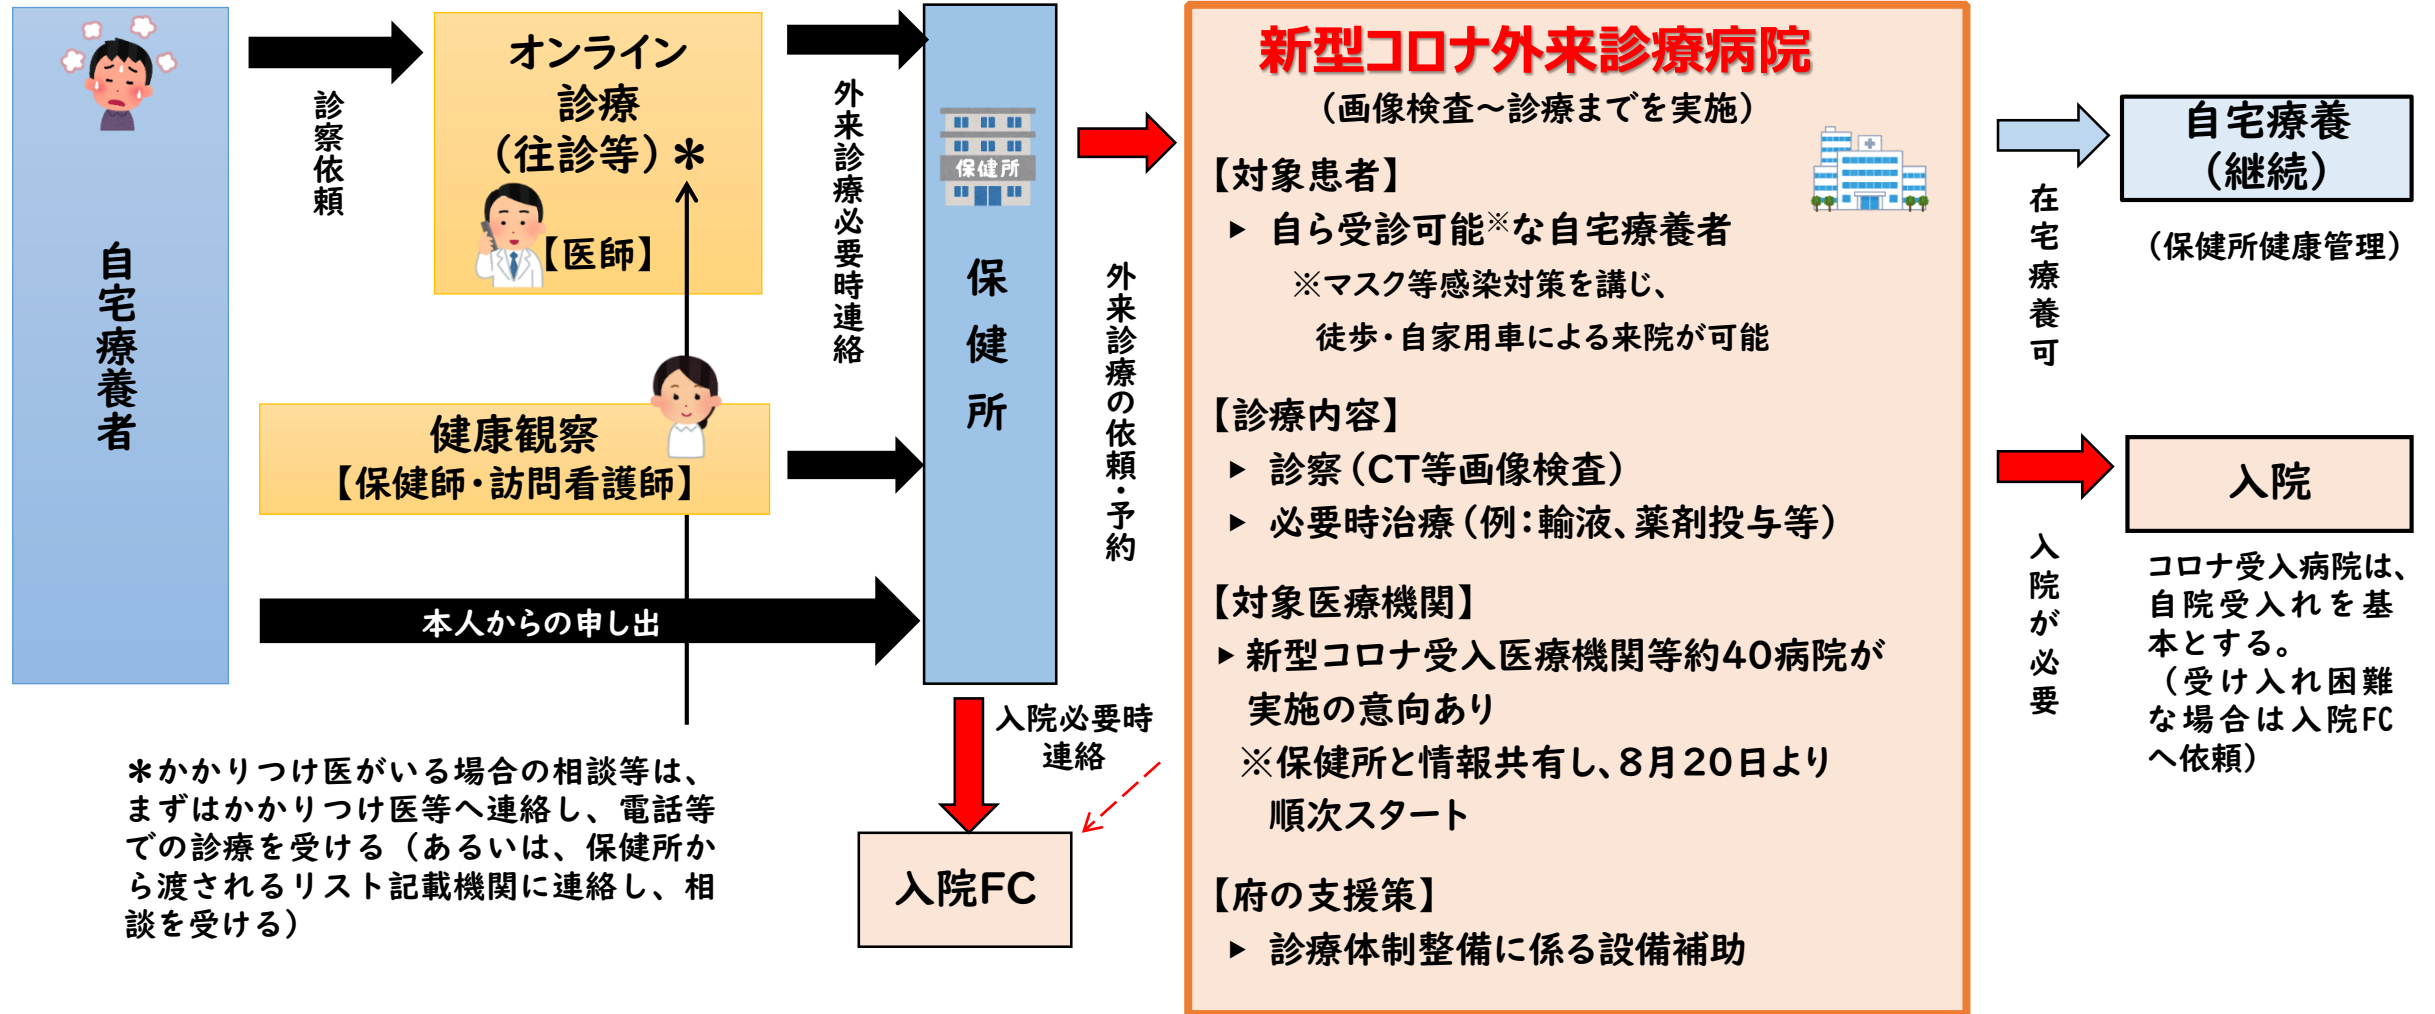 自宅療養者
診察依頼
オンライン
診療
（往診等）＊
【医師】
外来診療必要時連絡
健康観察
【保健師・訪問看護師】
本人からの申し出
保健所
保健所
入院必要時
連絡
入院FC
＊かかりつけ医がいる場合の相談等は、
まずはかかりつけ医等へ連絡し、電話等
での診療を受ける（あるいは、保健所か
ら渡されるリスト記載機関に連絡し、相
談を受ける）
外来診療の依頼・予約
新型コロナ外来診療病院
（画像検査～診療までを実施）
【対象患者】
▶ 自ら受診可能※な自宅療養者
※マスク等感染対策を講じ、
徒歩・自家用車による来院が可能
【診療内容】
▶ 診察（CT等画像検査）
▶ 必要時治療（例：輸液、薬剤投与等）
【対象医療機関】
▶ 新型コロナ受入医療機関等約40病院が
実施の意向あり
※保健所と情報共有し、8月20日より
順次スタート
【府の支援策】
▶ 診療体制整備に係る設備補助
在宅療養可
自宅療養
（継続）
（保健所健康管理）
入院が必要
入院
コロナ受入病院は、
自院受入れを基
本とする。
（受け入れ困難
な場合は入院FC
へ依頼）